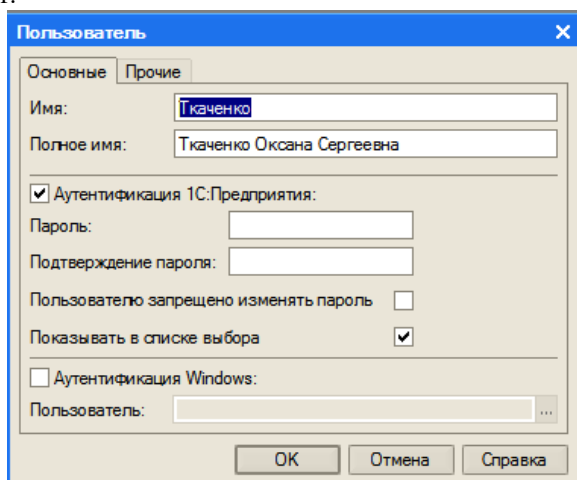 Пользователь
Основные Прочие
Имя: Ткаченко
Полное имя: Ткаченко Оксана Сергеевна
Аутентификация 1С:Предприятия:
Пароль:
Подтверждение пароля:
Пользователю запрещено изменять пароль
Показывать в списке выбора
Аутентификация Windows:
Пользователь: ...
OK Отмена Справка